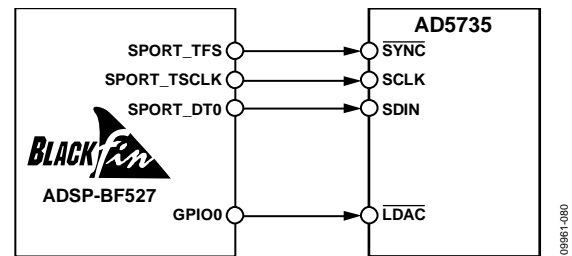 AD5735
SPORT_TFS
SYNC
SPORT_TSCLK
SCLK
SPORT_DT0
SDIN
BLACKfin
ADSP-BF527
GPIO0
LDAC
09961-080